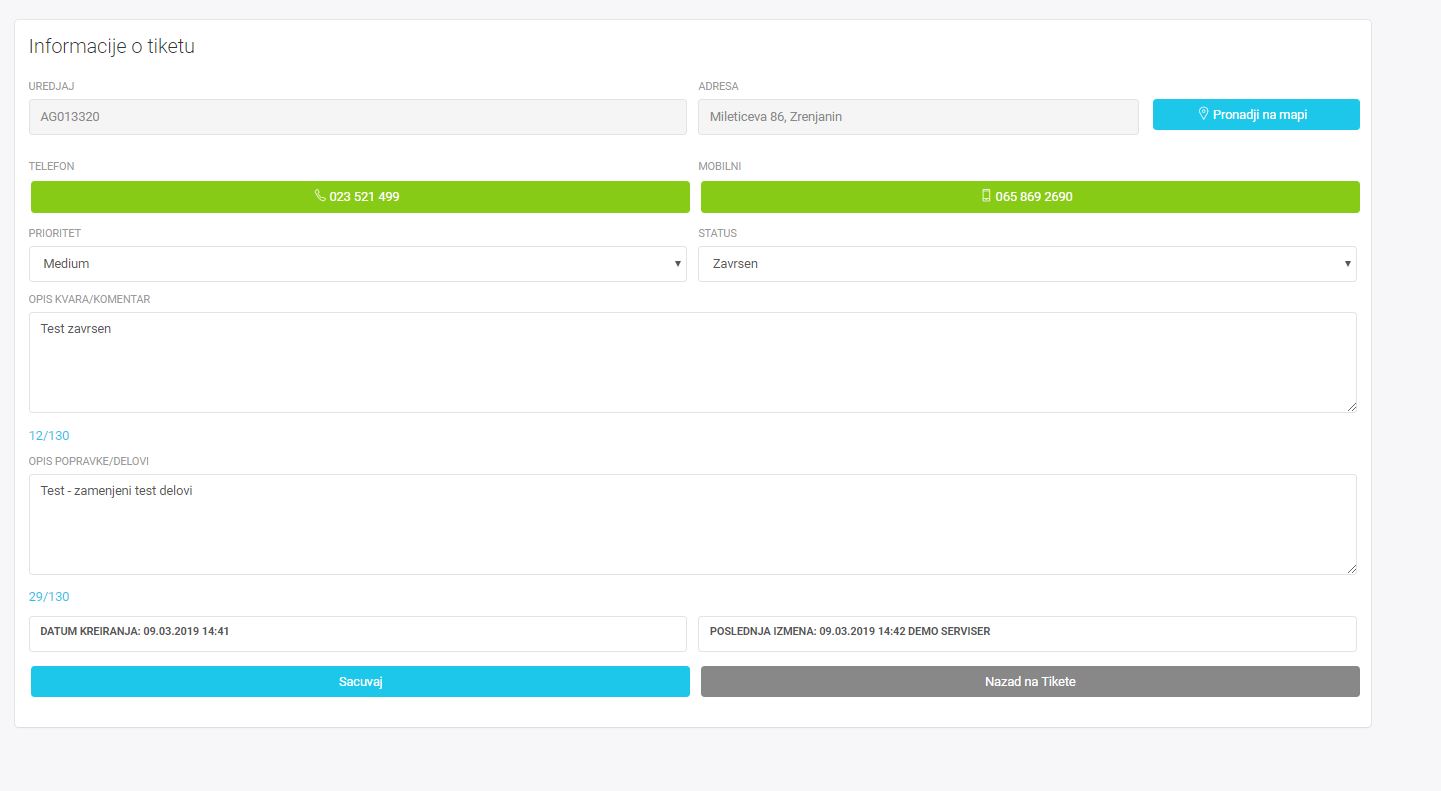 Informacije o tiketu
UREDJAJ
ADRESA
AG013320
Mileticeva 86, Zrenjanin
Pronadji na mapi
TELEFON
MOBILNI
023 521 499
065 869 2690
PRIORITET
STATUS
Medium
Zavrsen
OPIS KVARA/KOMENTAR
Test zavrsen
12/130
OPIS POPRAVKE/DELOVI
Test - zamenjeni test delovi
29/130
DATUM KREIRANJA: 09.03.2019 14:41
POSLEDNJA IZMENA: 09.03.2019 14:42 DEMO SERVISER
Sacuvaj
Nazad na Tikete